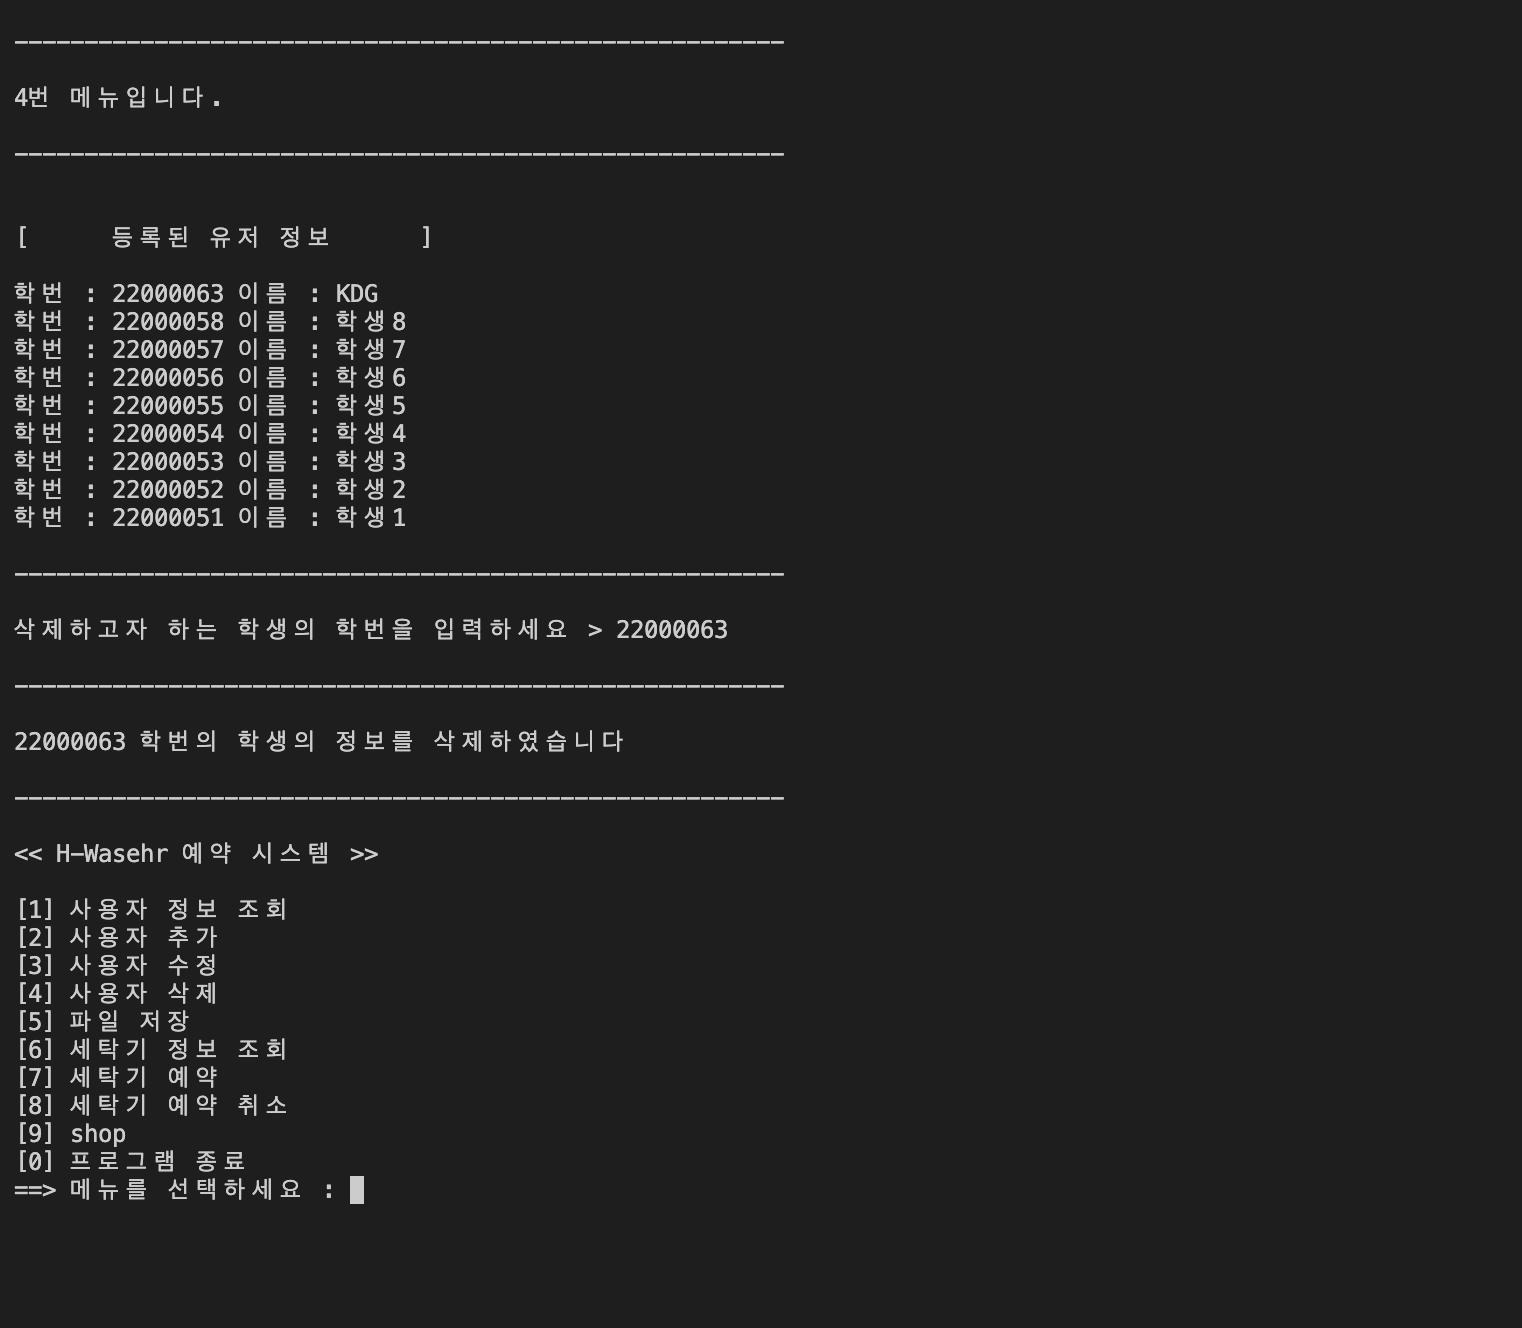 -------------------------------------------------------
4번 메뉴입니다.
-------------------------------------------------------
[      등록된 유저 정보      ]
학번 : 22000063 이름 : KDG
학번 : 22000058 이름 : 학생8
학번 : 22000057 이름 : 학생7
학번 : 22000056 이름 : 학생6
학번 : 22000055 이름 : 학생5
학번 : 22000054 이름 : 학생4
학번 : 22000053 이름 : 학생3
학번 : 22000052 이름 : 학생2
학번 : 22000051 이름 : 학생1
-------------------------------------------------------
삭제하고자 하는 학생의 학번을 입력하세요 > 22000063
-------------------------------------------------------
22000063 학번의 학생의 정보를 삭제하였습니다
-------------------------------------------------------
<< H-Wasehr 예약 시스템 >>
[1] 사용자 정보 조회
[2] 사용자 추가
[3] 사용자 수정
[4] 사용자 삭제
[5] 파일 저장
[6] 세탁기 정보 조회
[7] 세탁기 예약
[8] 세탁기 예약 취소
[9] shop
[0] 프로그램 종료
==> 메뉴를 선택하세요 :